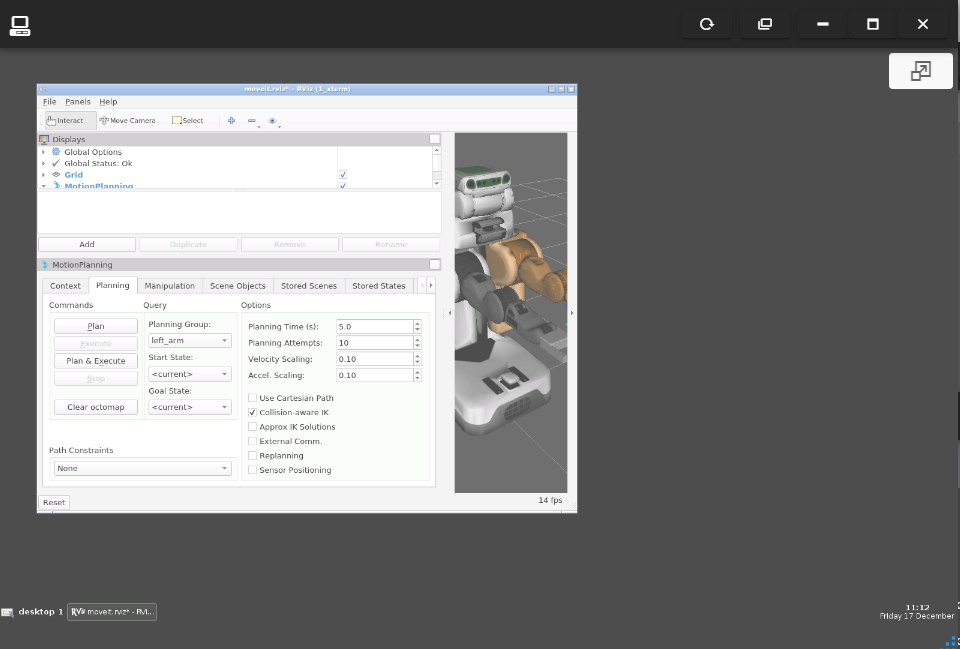 moveit.rviz* - RViz (1_xterm)
File Panels Help
Interact Move Camera Select
Displays
Global Options
Global Status: Ok
Grid
MotionPlanning
Add Duplicate Remove Rename
MotionPlanning
Context Planning Manipulation Scene Objects Stored Scenes Stored States
Commands Query Options
Plan
Execute
Plan & Execute
Stop
Clear octomap
Planning Group:
left_arm
Start State:
<current>
Goal State:
<current>
Planning Time (s): 5.0
Planning Attempts: 10
Velocity Scaling: 0.10
Accel. Scaling: 0.10
Use Cartesian Path
Collision-aware IK
Approx IK Solutions
External Comm.
Replanning
Sensor Positioning
Path Constraints
None
Reset
14 fps
desktop 1
RViz moveit.rviz* - RVi...
11:12
Friday 17 December